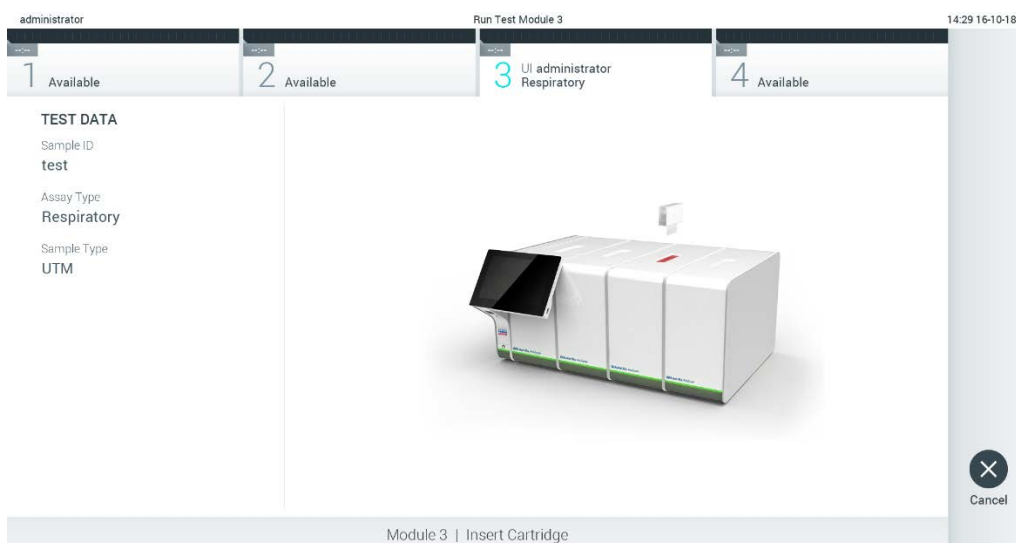 administrator
Run Test Module 3
14:29 16-10-18
--:--
--:--
--:--
--:--
1 Available
2 Available
3 UI administrator
Respiratory
4 Available
TEST DATA
Sample ID
test
Assay Type
Respiratory
Sample Type
UTM
Cancel
Module 3 | Insert Cartridge